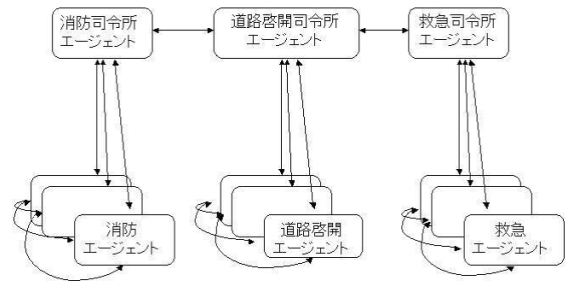 消防司令所
エージェント
道路啓開司令所
エージェント
救急司令所
エージェント
消防
エージェント
道路啓開
エージェント
救急
エージェント